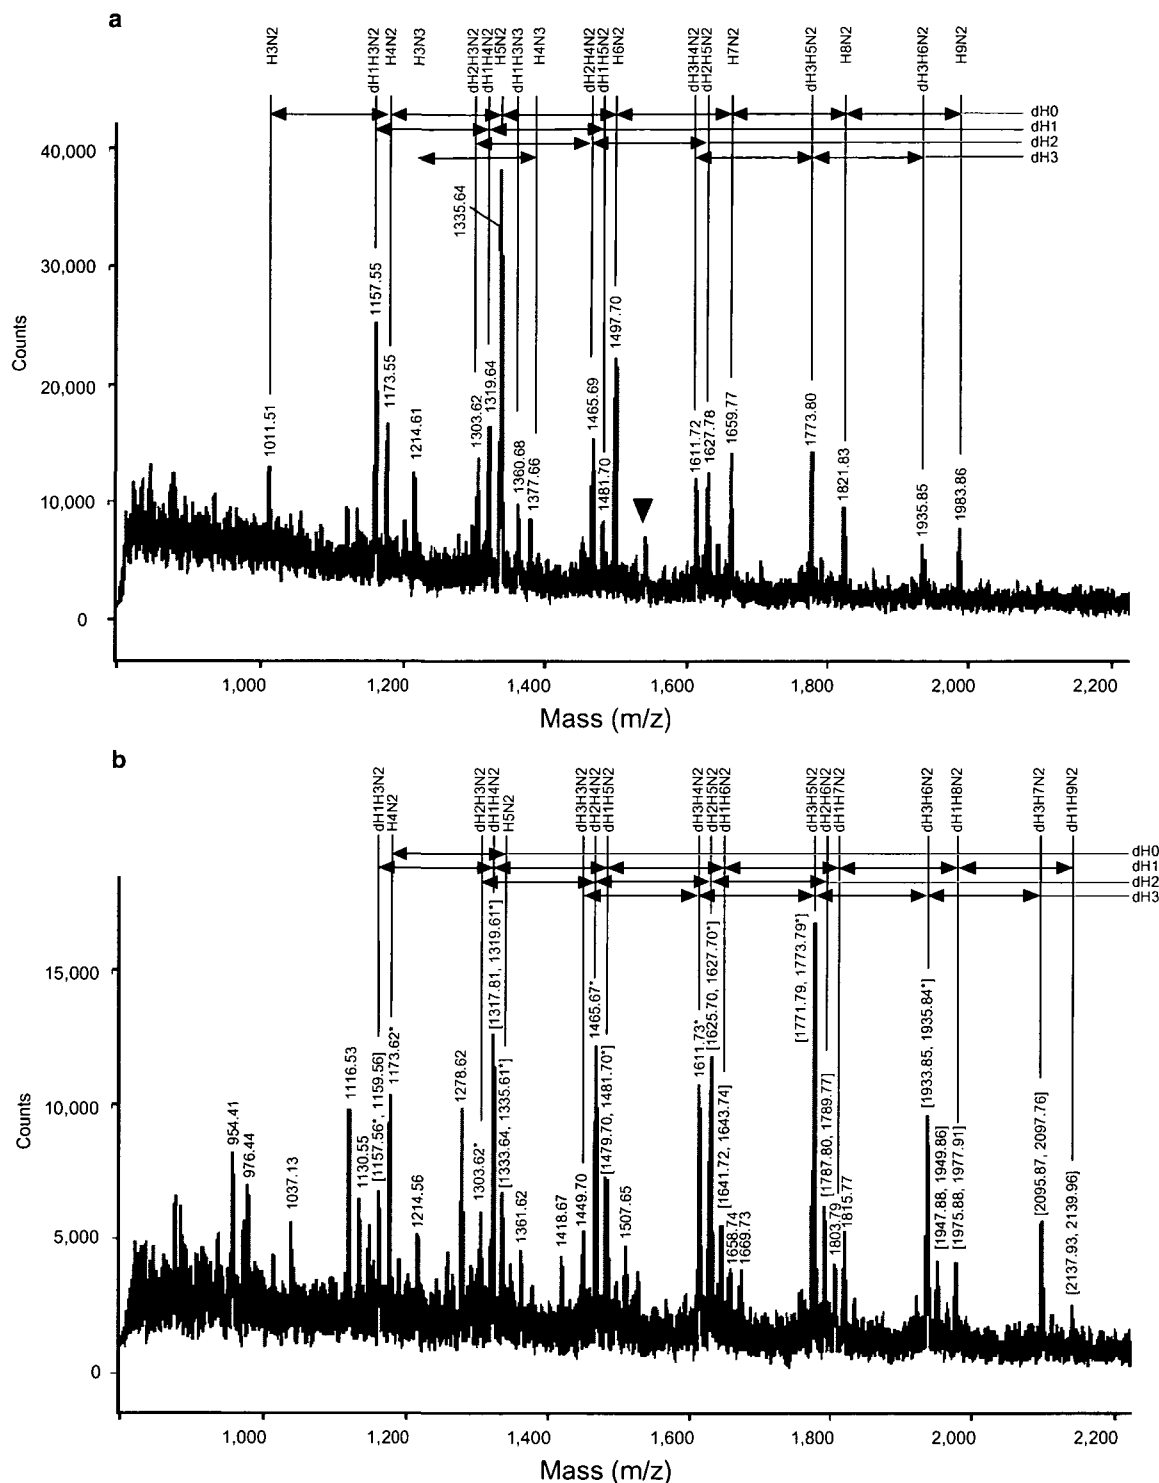 a
H3N2
dH1H3N2
H4N2
H3N3
dH2H3N2
dH1H4N2
H5N2
dH1H3N3
H4N3
dH2H4N2
dH1H5N2
H6N2
dH3H4N2
dH2H5N2
H7N2
dH3H5N2
H8N2
dH3H6N2
H9N2
dH0
dH1
dH2
dH3
40,000
30,000
20,000
10,000
0
Counts
1011.51
1157.55
1173.55
1214.61
1303.62
1319.64
1335.64
1360.68
1377.66
1465.69
1481.70
1497.70
1611.72
1627.78
1659.77
1773.80
1821.83
1935.85
1983.86
1,000
1,200
1,400
1,600
1,800
2,000
2,200
Mass (m/z)
b
dH1H3N2
H4N2
dH2H3N2
dH1H4N2
H5N2
dH3H3N2
dH2H4N2
dH1H5N2
dH3H4N2
dH2H5N2
dH1H6N2
dH3H5N2
dH2H6N2
dH1H7N2
dH3H6N2
dH1H8N2
dH3H7N2
dH1H9N2
dH0
dH1
dH2
dH3
15,000
10,000
5,000
0
Counts
954.41
976.44
1037.13
1116.53
1130.55
[1157.56*, 1159.56]
1173.62*
1214.56
1278.62
1303.62*
[1317.81, 1319.61*]
[1333.64, 1335.61*]
1361.62
1418.67
1449.70
1465.67*
[1479.70, 1481.70*]
1507.65
1611.73*
[1625.70, 1627.70*]
[1641.72, 1643.74]
1658.74
1669.73
[1771.79, 1773.79*]
[1787.80, 1789.77]
1803.79
1815.77
[1933.85, 1935.84*]
[1947.88, 1949.86]
[1975.88, 1977.91]
[2095.87, 2097.76]
[2137.93, 2139.96]
1,000
1,200
1,400
1,600
1,800
2,000
2,200
Mass (m/z)